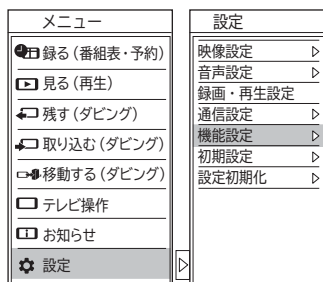 メニュー
録る(番組表・予約)
見る(再生)
残す(ダビング)
取り込む(ダビング)
移動する(ダビング)
テレビ操作
お知らせ
設定
設定
映像設定
音声設定
録画・再生設定
通信設定
機能設定
初期設定
設定初期化